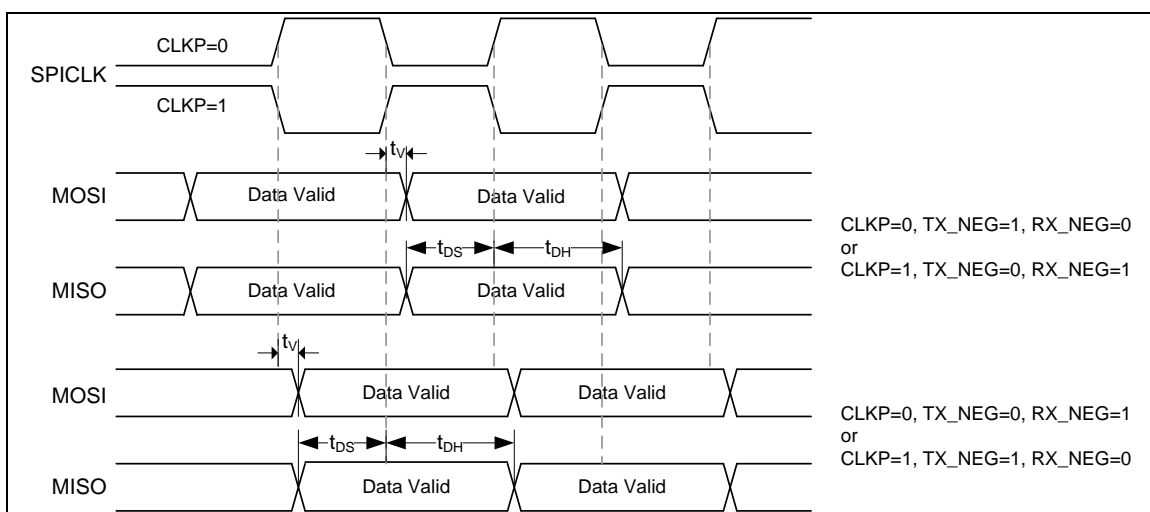 CLKP=0
SPICLK
CLKP=1
tV
MOSI
Data Valid
Data Valid
CLKP=0, TX_NEG=1, RX_NEG=0
or
CLKP=1, TX_NEG=0, RX_NEG=1
tDS
tDH
MISO
Data Valid
Data Valid
tV
MOSI
Data Valid
Data Valid
CLKP=0, TX_NEG=0, RX_NEG=1
or
CLKP=1, TX_NEG=1, RX_NEG=0
tDS
tDH
MISO
Data Valid
Data Valid